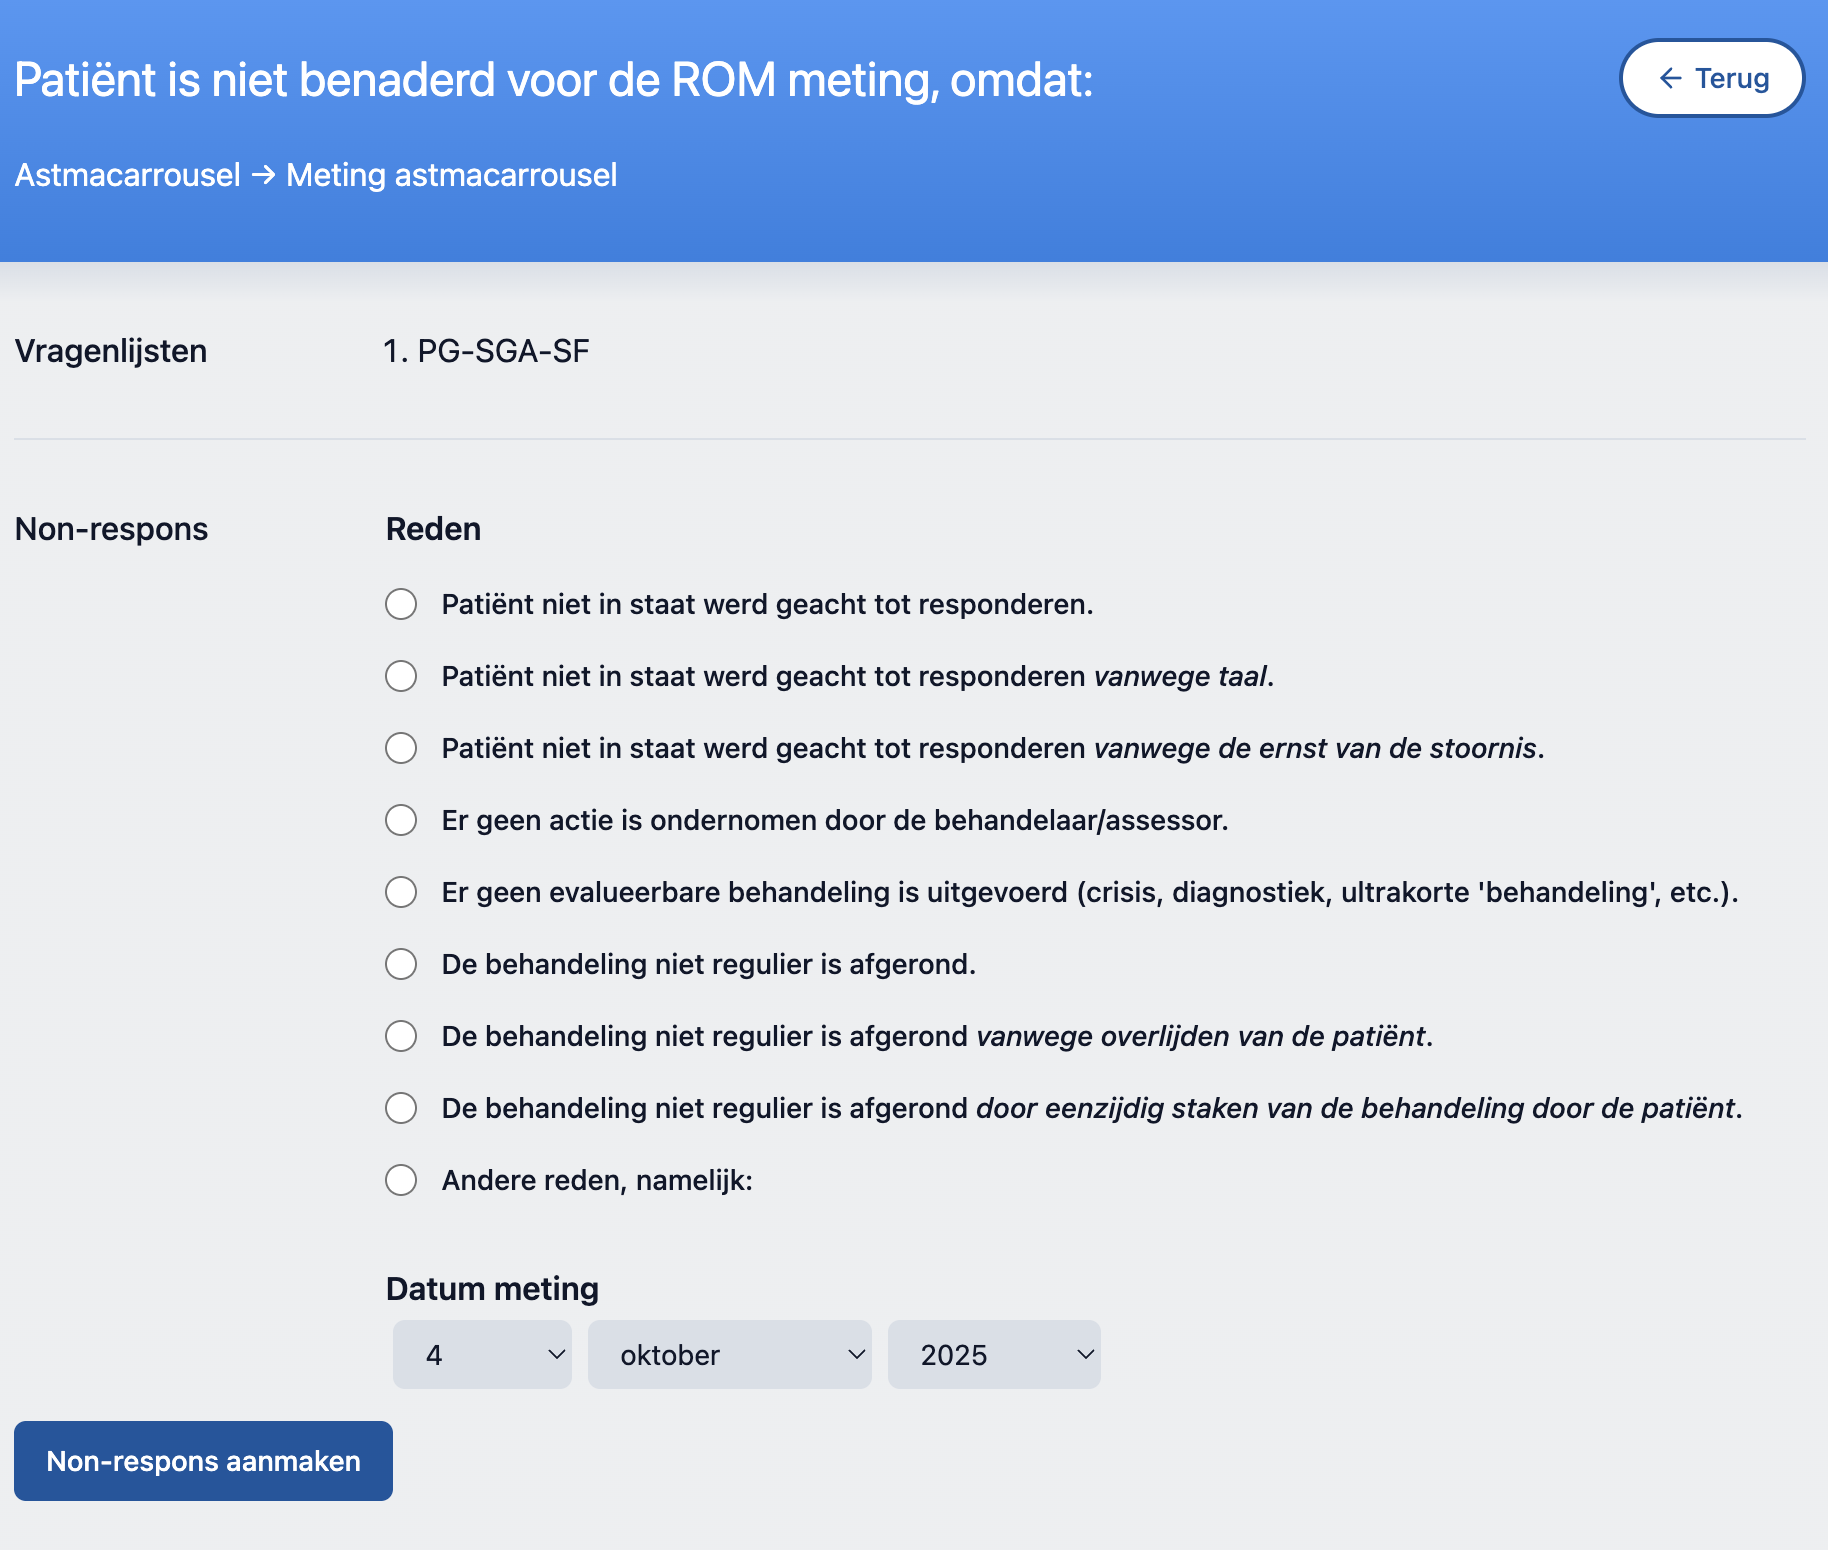 Patiënt is niet benaderd voor de ROM meting, omdat:
← Terug
Astmacarrousel → Meting astmacarrousel
Vragenlijsten
1. PG-SGA-SF
Non-respons
Reden
Patiënt niet in staat werd geacht tot responderen.
Patiënt niet in staat werd geacht tot responderen vanwege taal.
Patiënt niet in staat werd geacht tot responderen vanwege de ernst van de stoornis.
Er geen actie is ondernomen door de behandelaar/assessor.
Er geen evalueerbare behandeling is uitgevoerd (crisis, diagnostiek, ultrakorte 'behandeling', etc.).
De behandeling niet regulier is afgerond.
De behandeling niet regulier is afgerond vanwege overlijden van de patiënt.
De behandeling niet regulier is afgerond door eenzijdig staken van de behandeling door de patiënt.
Andere reden, namelijk:
Datum meting
4 oktober 2025
Non-respons aanmaken